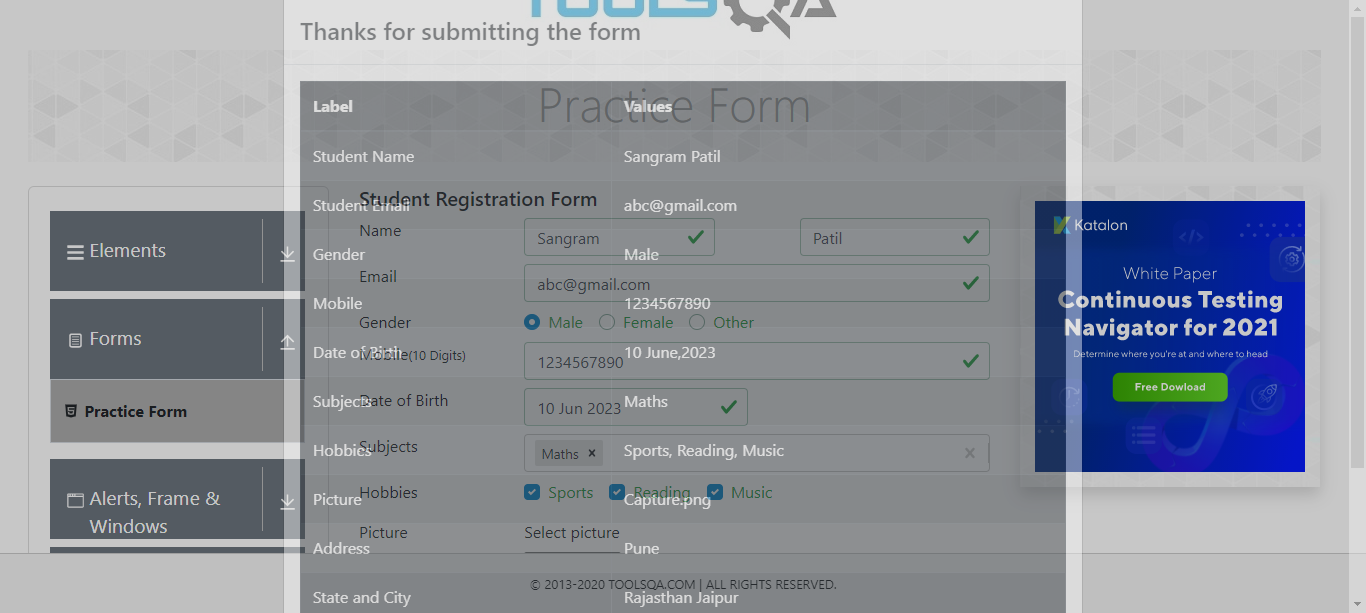 TOOLSQA
Thanks for submitting the form
Practice Form
Label Values
Student Name Sangram Patil
Student Email abc@gmail.com
Gender Male
Mobile 1234567890
Date of Birth 10 June,2023
Subjects Maths
Hobbies Sports, Reading, Music
Picture Capture.png
Address Pune
State and City Rajasthan Jaipur
Elements
Forms
Practice Form
Alerts, Frame &
Windows
Student Registration Form
Name Sangram Patil
Email abc@gmail.com
Gender Male Female Other
Mobile(10 Digits) 1234567890
Date of Birth 10 Jun 2023
Subjects Maths ×
Hobbies Sports Reading Music
Picture Select picture
© 2013-2020 TOOLSQA.COM | ALL RIGHTS RESERVED.
Katalon
White Paper
Continuous Testing
Navigator for 2021
Determine where you're at and where to head
Free Dowload